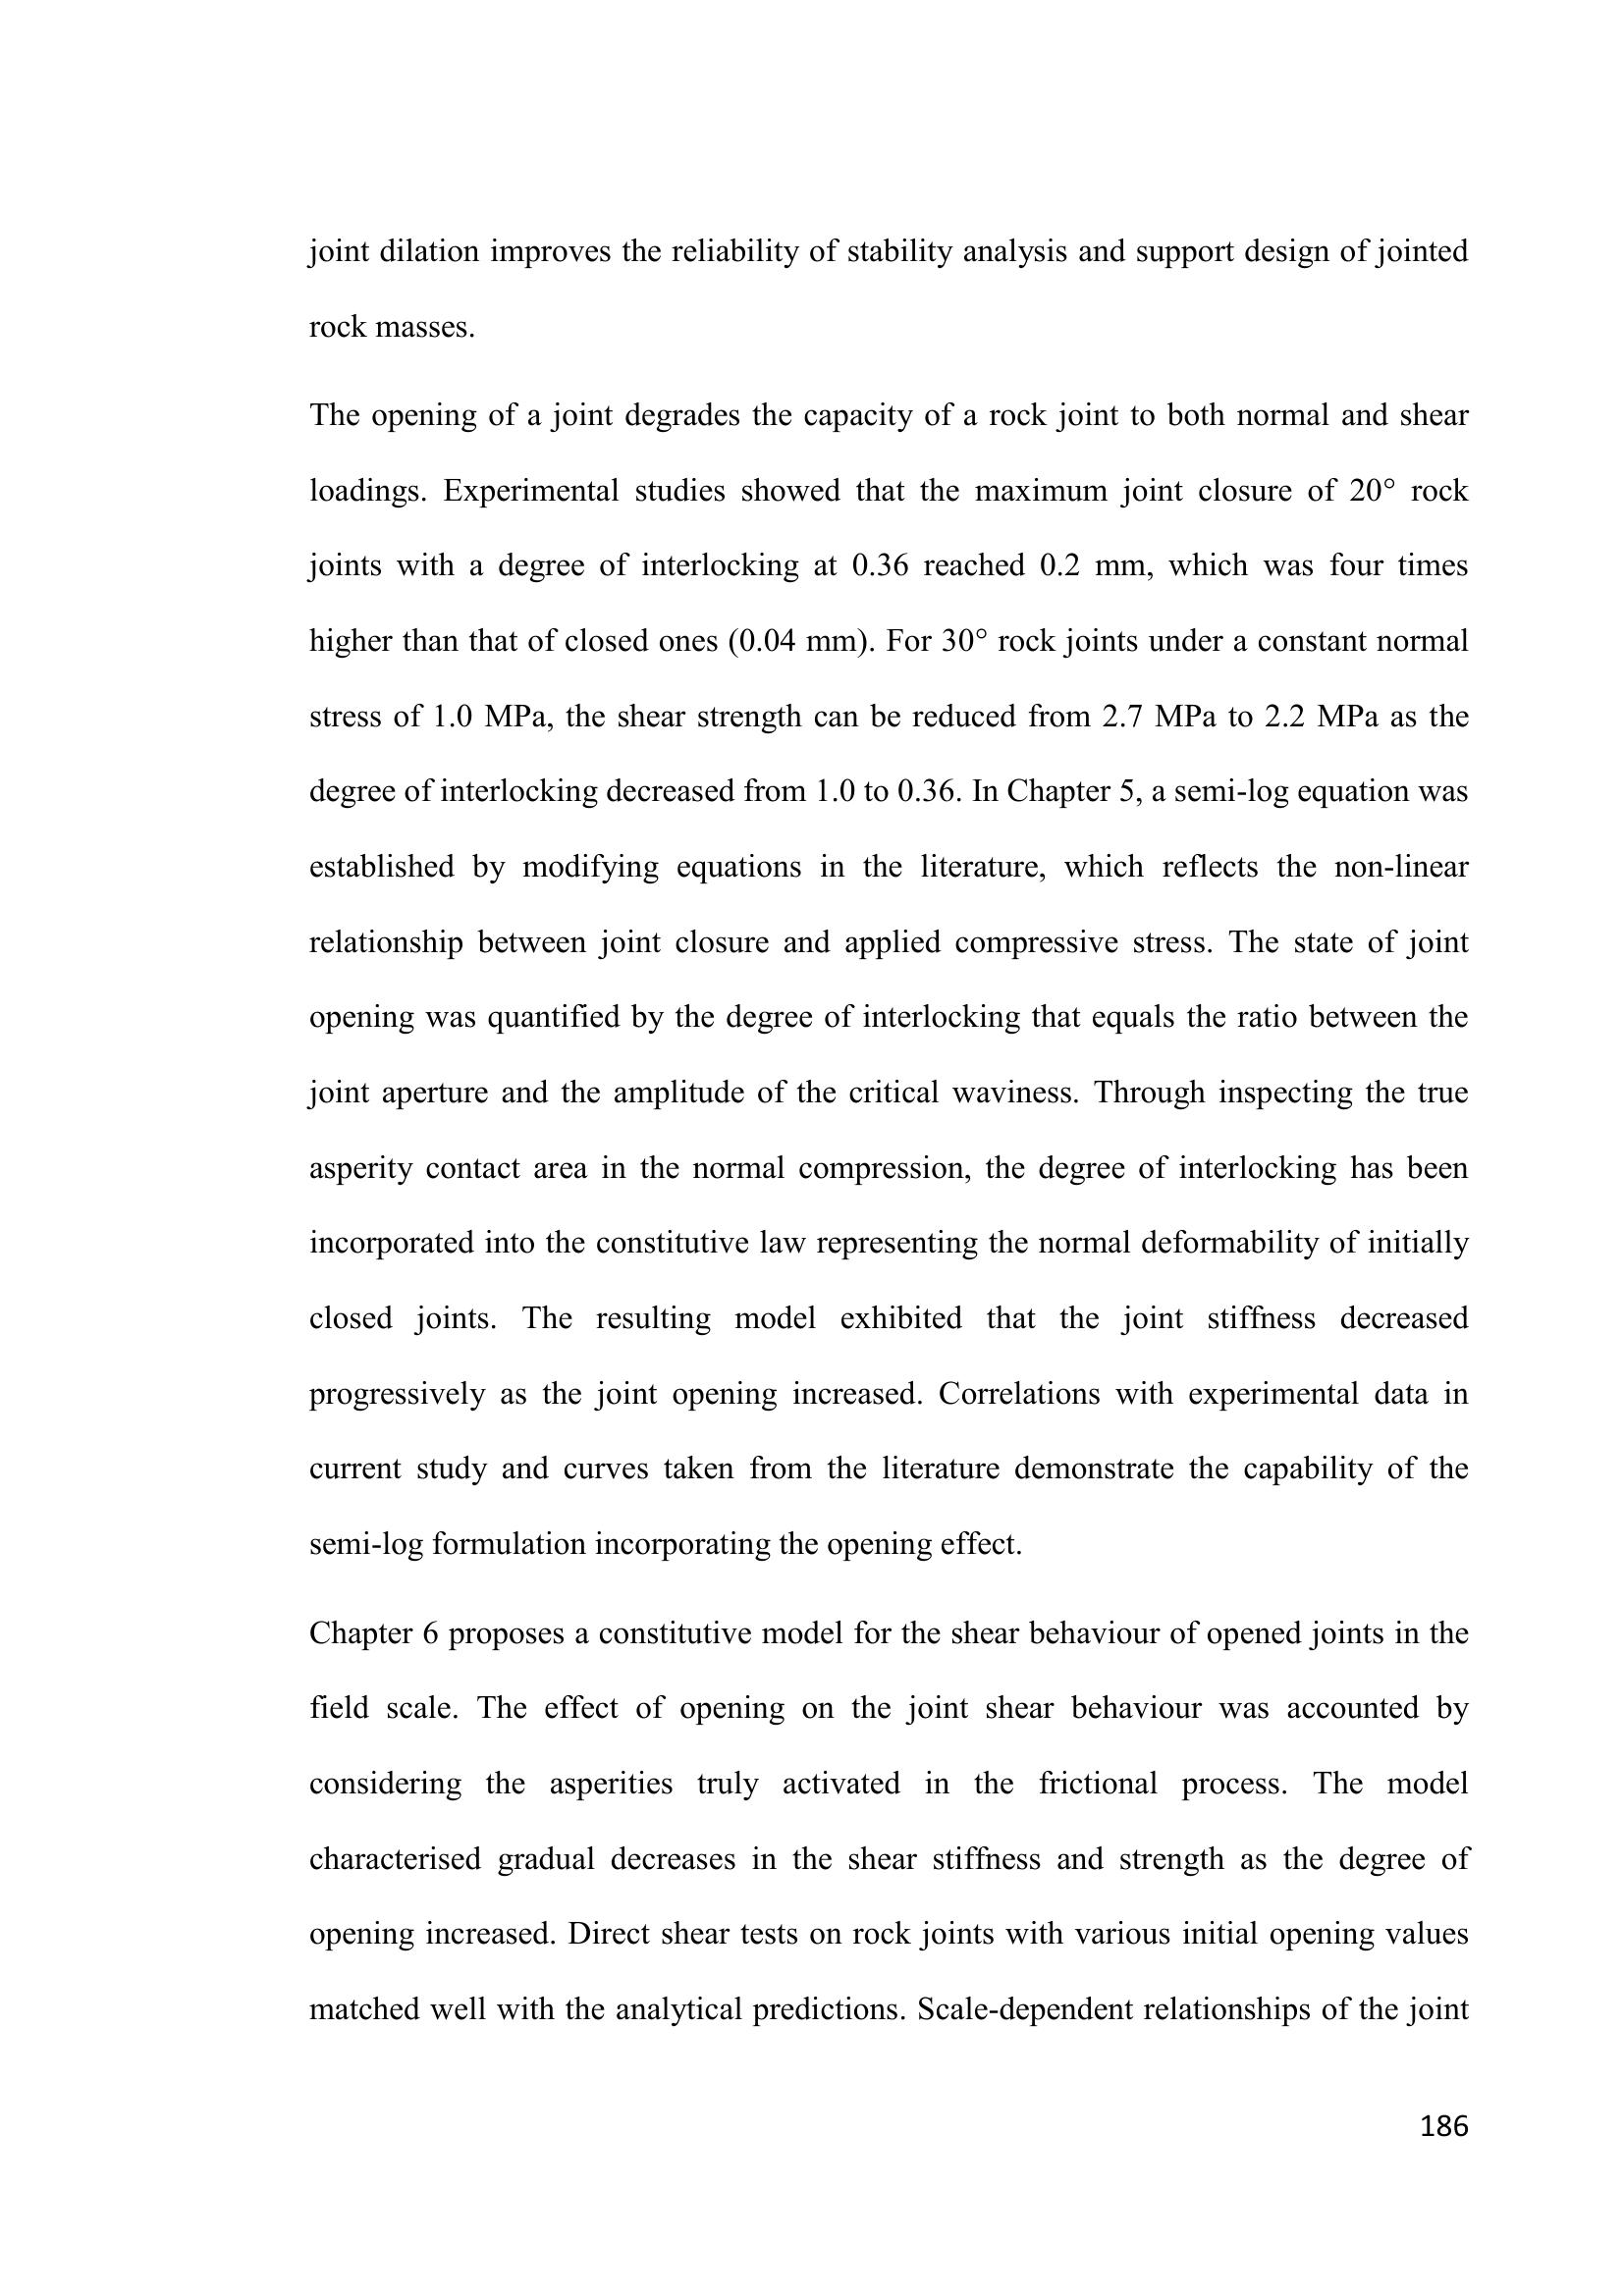 joint dilation improves the reliability of stability analysis and support design of jointed
rock masses.
The opening of a joint degrades the capacity of a rock joint to both normal and shear
loadings. Experimental studies showed that the maximum joint closure of 20° rock
joints with a degree of interlocking at 0.36 reached 0.2 mm, which was four times
higher than that of closed ones (0.04 mm). For 30° rock joints under a constant normal
stress of 1.0 MPa, the shear strength can be reduced from 2.7 MPa to 2.2 MPa as the
degree of interlocking decreased from 1.0 to 0.36. In Chapter 5, a semi-log equation was
established by modifying equations in the literature, which reflects the non-linear
relationship between joint closure and applied compressive stress. The state of joint
opening was quantified by the degree of interlocking that equals the ratio between the
joint aperture and the amplitude of the critical waviness. Through inspecting the true
asperity contact area in the normal compression, the degree of interlocking has been
incorporated into the constitutive law representing the normal deformability of initially
closed joints. The resulting model exhibited that the joint stiffness decreased
progressively as the joint opening increased. Correlations with experimental data in
current study and curves taken from the literature demonstrate the capability of the
semi-log formulation incorporating the opening effect.
Chapter 6 proposes a constitutive model for the shear behaviour of opened joints in the
field scale. The effect of opening on the joint shear behaviour was accounted by
considering the asperities truly activated in the frictional process. The model
characterised gradual decreases in the shear stiffness and strength as the degree of
opening increased. Direct shear tests on rock joints with various initial opening values
matched well with the analytical predictions. Scale-dependent relationships of the joint
186